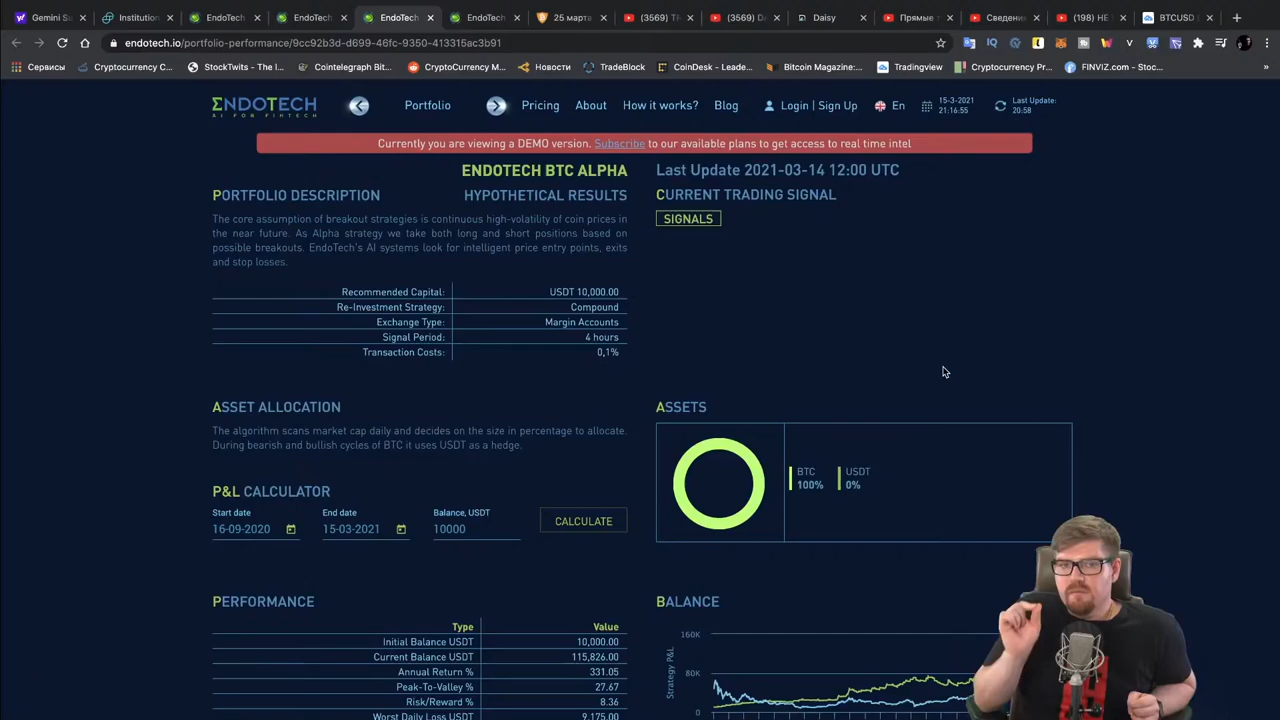 Gemini Su
Institution
EndoTech
EndoTech
EndoTech
EndoTech
25 марта
(3569) TF
(3569) D/
Daisy
Прямые
Сведени
(198) НЕ
BTCUSD
endotech.io/portfolio-performance/9cc92b3d-d699-46fc-9350-413315ac3b91
Сервисы
Cryptocurrency C...
StockTwits - The l...
Cointelegraph Bit...
CryptoCurrency M...
Новости
TradeBlock
CoinDesk - Leade...
Bitcoin Magazine:...
Tradingview
Cryptocurrency Pr...
FINVIZ.com - Stoc...
ENDOTECH
AI FOR FINTECH
Portfolio
Pricing
About
How it works?
Blog
Login | Sign Up
En
15-3-2021
21:16:55
Last Update:
20:58
Currently you are viewing a DEMO version. Subscribe to our available plans to get access to real time intel
ENDOTECH BTC ALPHA
PORTFOLIO DESCRIPTION
HYPOTHETICAL RESULTS
The core assumption of breakout strategies is continuous high-volatility of coin prices in
the near future. As Alpha strategy we take both long and short positions based on
possible breakouts. EndoTech's AI systems look for intelligent price entry points, exits
and stop losses.
Recommended Capital: USDT 10,000.00
Re-Investment Strategy: Compound
Exchange Type: Margin Accounts
Signal Period: 4 hours
Transaction Costs: 0,1%
Last Update 2021-03-14 12:00 UTC
CURRENT TRADING SIGNAL
SIGNALS
ASSET ALLOCATION
The algorithm scans market cap daily and decides on the size in percentage to allocate.
During bearish and bullish cycles of BTC it uses USDT as a hedge.
ASSETS
BTC
100%
USDT
0%
P&L CALCULATOR
Start date
16-09-2020
End date
15-03-2021
Balance, USDT
10000
CALCULATE
PERFORMANCE
Type Value
Initial Balance USDT 10,000.00
Current Balance USDT 115,826.00
Annual Return % 331.05
Peak-To-Valley % 27.67
Risk/Reward % 8.36
Worst Daily Loss USDT 9,175.00
BALANCE
Strategy P&L
160K
80K
0